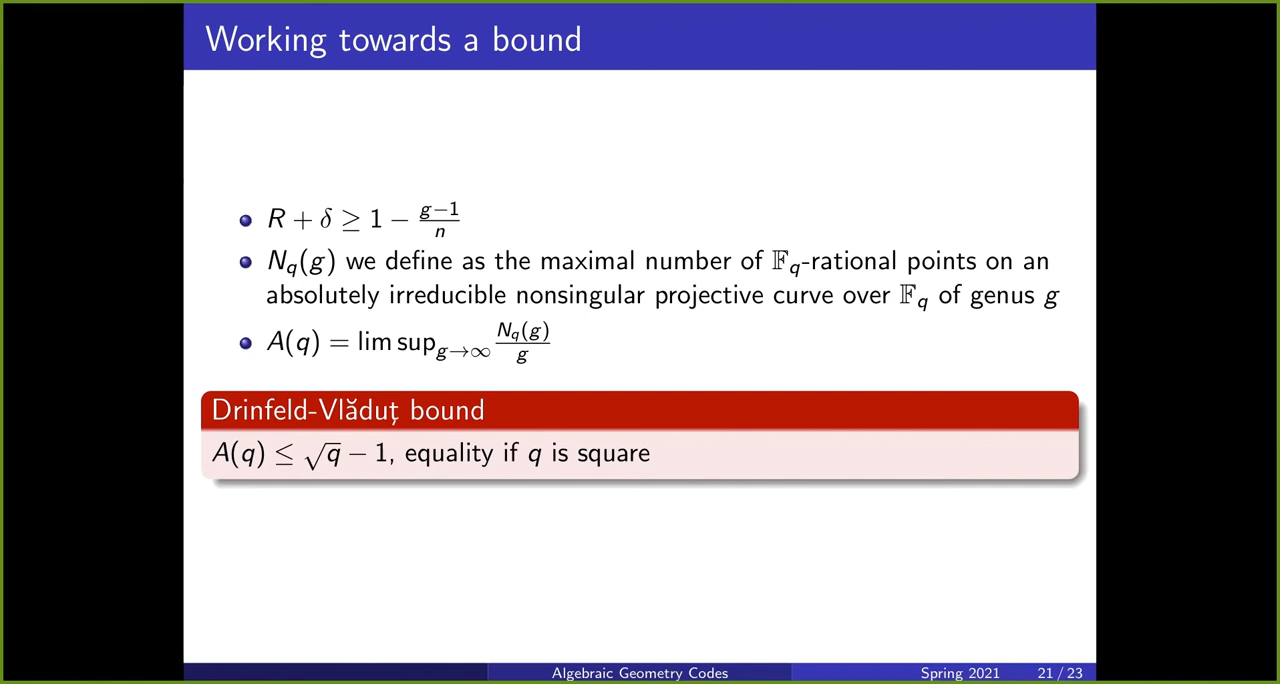 Working towards a bound
R + δ ≥ 1 − \frac{g−1}{n}
N_q(g) we define as the maximal number of 𝔽_q-rational points on an
absolutely irreducible nonsingular projective curve over 𝔽_q of genus g
A(q) = lim sup_{g→∞} \frac{N_q(g)}{g}
Drinfeld-Vlăduţ bound
A(q) ≤ √q − 1, equality if q is square
Algebraic Geometry Codes
Spring 2021
21 / 23